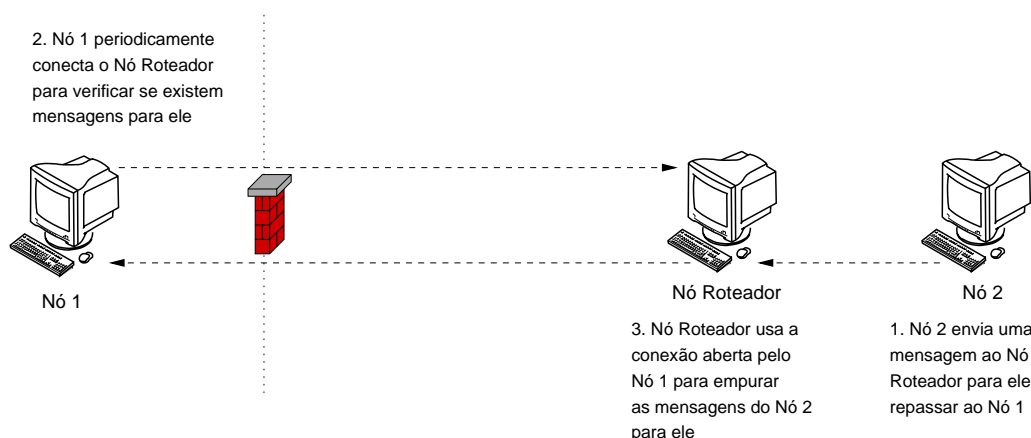 2. Nó 1 periodicamente
conecta o Nó Roteador
para verificar se existem
mensagens para ele
Nó 1
Nó Roteador
Nó 2
3. Nó Roteador usa a
conexão aberta pelo
Nó 1 para empurrar
as mensagens do Nó 2
para ele
1. Nó 2 envia uma
mensagem ao Nó
Roteador para ele
repassar ao Nó 1